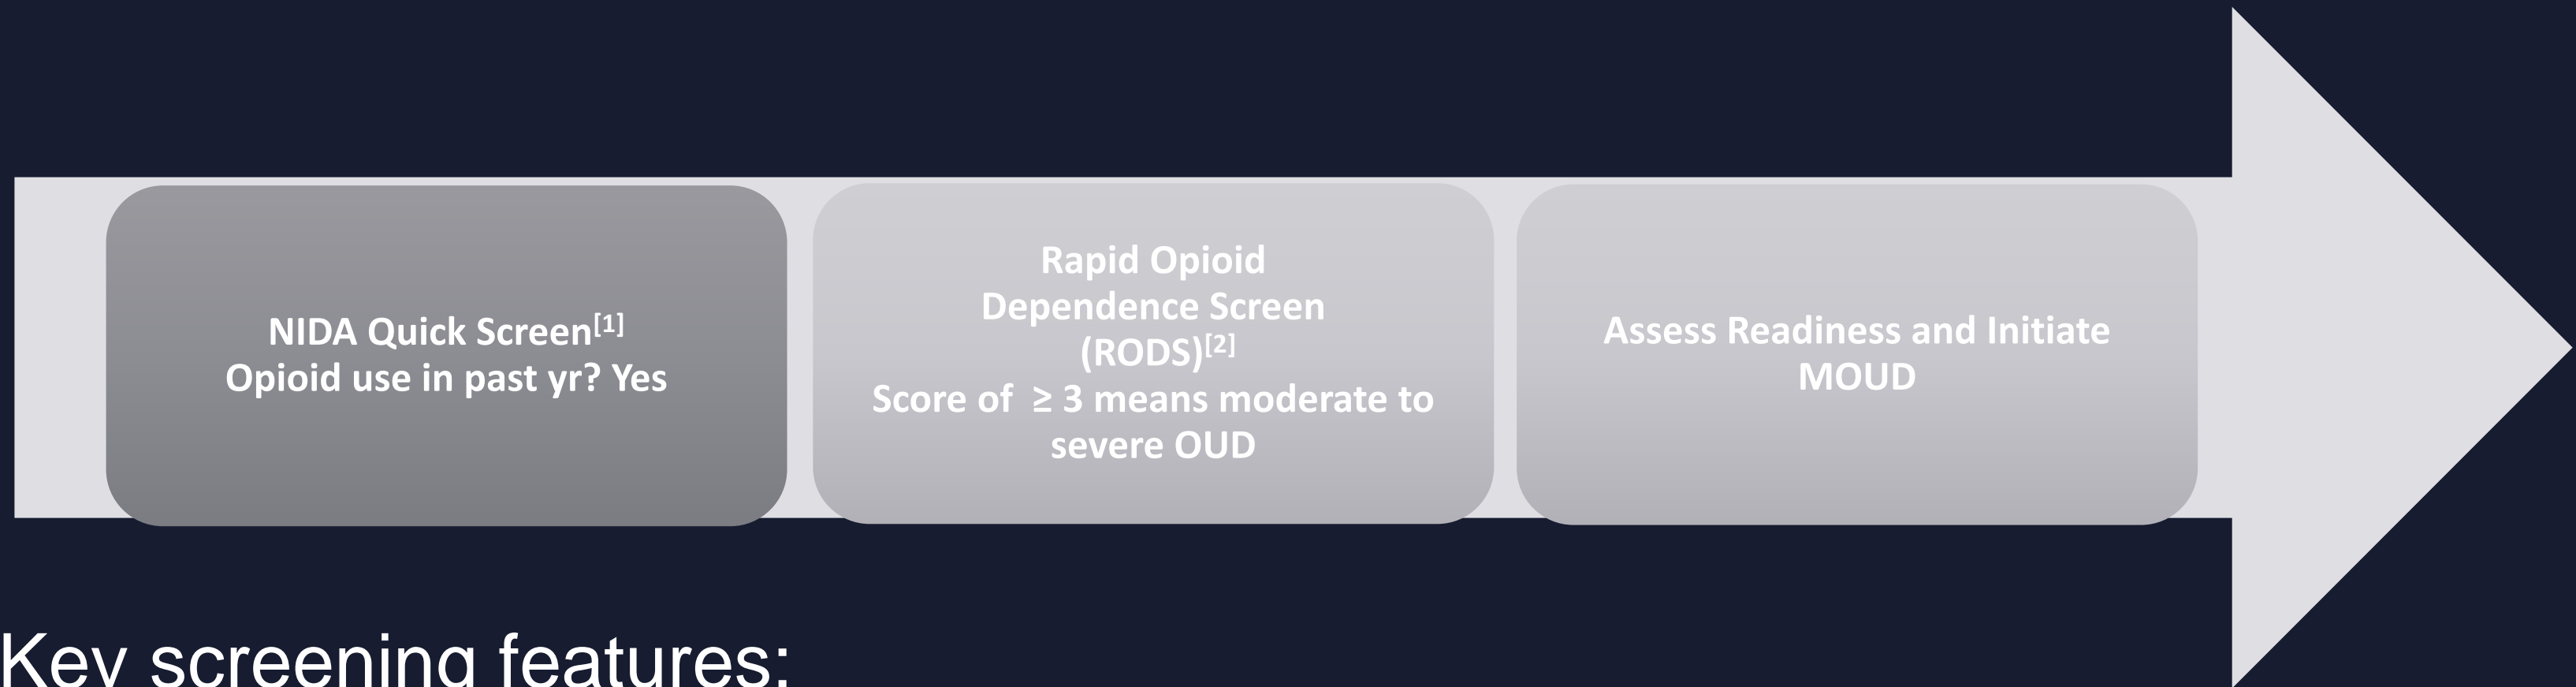 NIDA Quick Screen[1]
Opioid use in past yr? Yes
Rapid Opioid
Dependence Screen
(RODS)[2]
Score of ≥ 3 means moderate to
severe OUD
Assess Readiness and Initiate
MOUD
Key screening features: